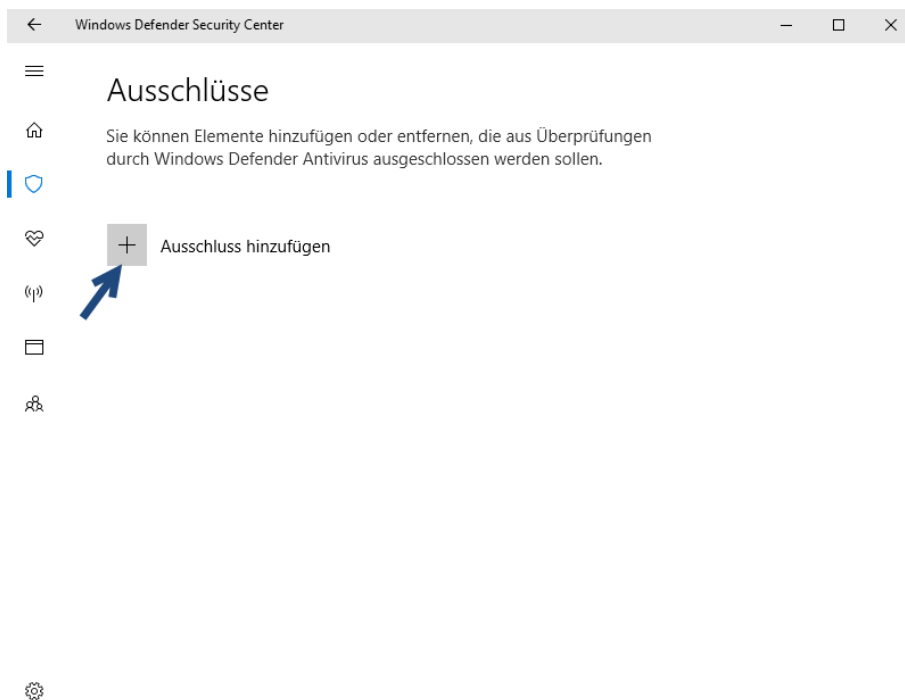 Windows Defender Security Center
Ausschlüsse
Sie können Elemente hinzufügen oder entfernen, die aus Überprüfungen
durch Windows Defender Antivirus ausgeschlossen werden sollen.
Ausschluss hinzufügen